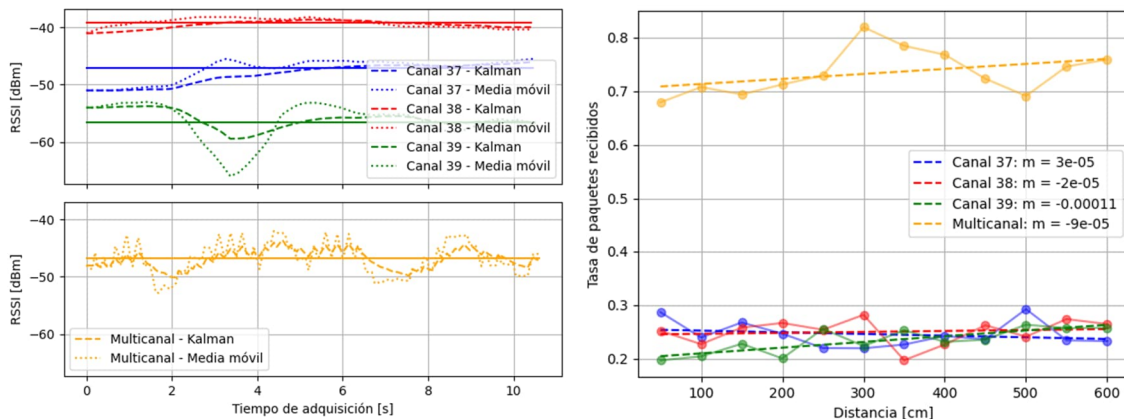 −40
−50
−60
RSSI [dBm]
Canal 37 - Kalman
Canal 37 - Media móvil
Canal 38 - Kalman
Canal 38 - Media móvil
Canal 39 - Kalman
Canal 39 - Media móvil
−40
−50
−60
RSSI [dBm]
Multicanal - Kalman
Multicanal - Media móvil
0 2 4 6 8 10
Tiempo de adquisición [s]
0.8
0.7
0.6
0.5
0.4
0.3
0.2
Tasa de paquetes recibidos
Canal 37: m = 3e-05
Canal 38: m = -2e-05
Canal 39: m = -0.00011
Multicanal: m = -9e-05
100 200 300 400 500 600
Distancia [cm]